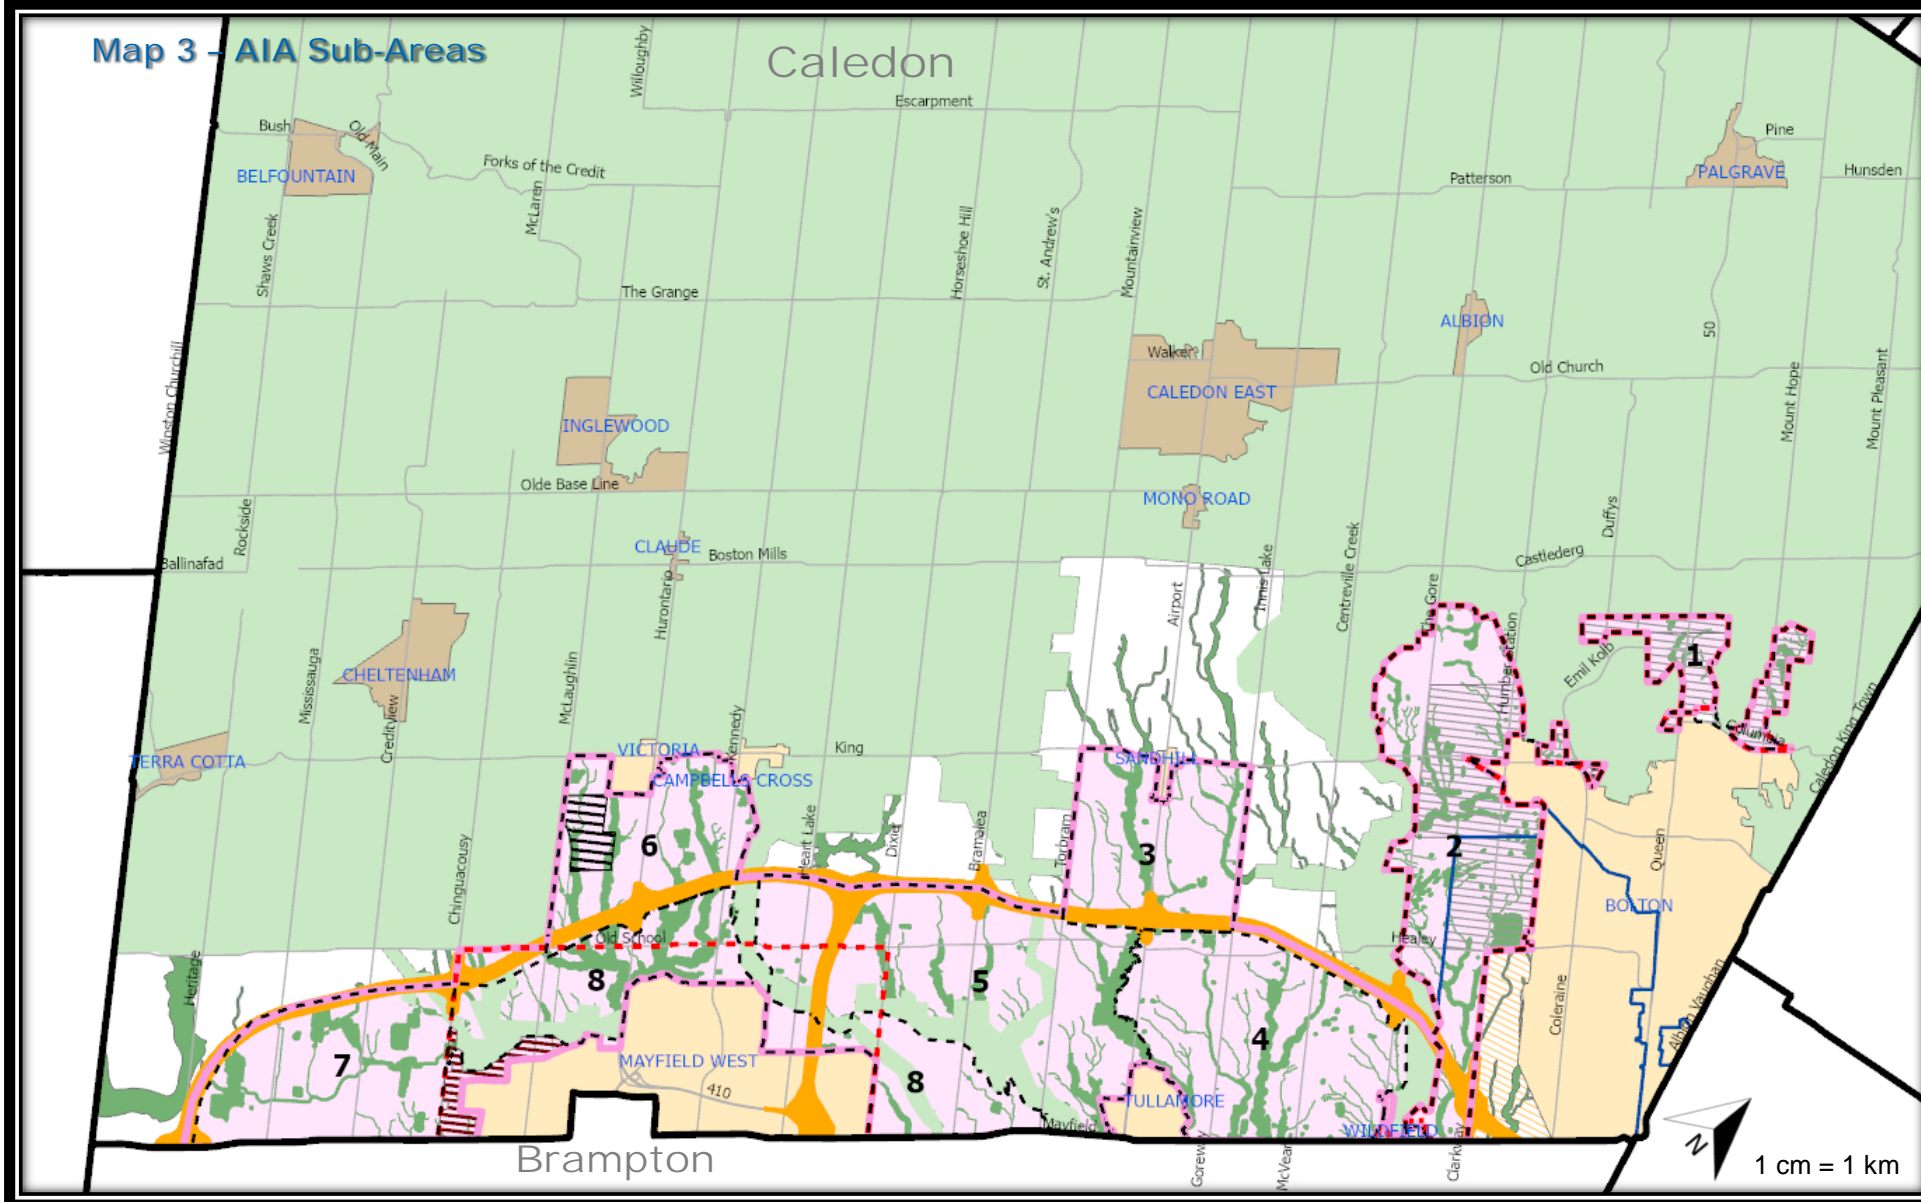 Map 3 – AIA Sub-Areas
Caledon
Willoughby
Escarpment
Bush
Old Main
Pine
BELFOUNTAIN
Forks of the Credit
Patterson
PALGRAVE
Hunsden
McLaren
Shaws Creek
Horseshoe Hill
St. Andrew's
Mountainview
The Grange
ALBION
50
Winston Churchill
Walker
Old Church
CALEDON EAST
Mount Hope
Mount Pleasant
INGLEWOOD
Olde Base Line
MONO ROAD
Rockside
Duffys
CLAUDE
Boston Mills
Ballinafad
Castlederg
Hurontario
Airport
Innis Lake
Centreville Creek
The Gore
Humber Station
Emil Kolb
1
CHELTENHAM
Mississauga
Creditview
McLaughlin
Kennedy
Columbia
Caledon King Town
TERRA COTTA
VICTORIA
King
SANDHILL
CAMPBELLS CROSS
Heart Lake
Dixie
Bramalea
Torbram
6
3
2
Queen
Chinguacousy
BOLTON
Old School
Healey
Heritage
8
5
Coleraine
Albion Vaughan
7
4
MAYFIELD WEST
410
8
TULLAMORE
Mayfield
WILDFIELD
Brampton
Goreway
McVean
Clarkway
N
1 cm = 1 km